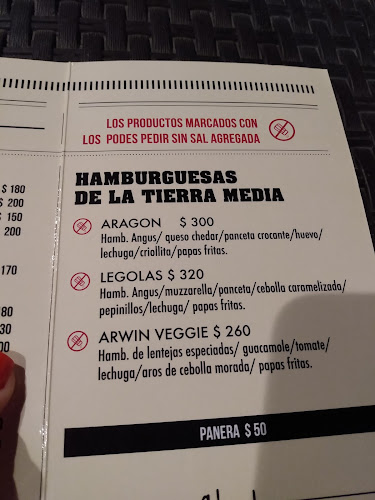 LOS PRODUCTOS MARCADOS CON
LOS PODES PEDIR SIN SAL AGREGADA
HAMBURGUESAS
DE LA TIERRA MEDIA
ARAGON $ 300
Hamb. Angus/ queso chedar/panceta crocante/huevo/
lechuga/criollita/papas fritas.
LEGOLAS $ 320
Hamb. Angus/muzzarella/panceta/cebolla caramelizada/
pepinillos/lechuga/ papas fritas.
ARWIN VEGGIE $ 260
Hamb. de lentejas especiadas/ guacamole/tomate/
lechuga/aros de cebolla morada/ papas fritas.
PANERA $ 50
$ 180
$ 200
$ 150
200
170